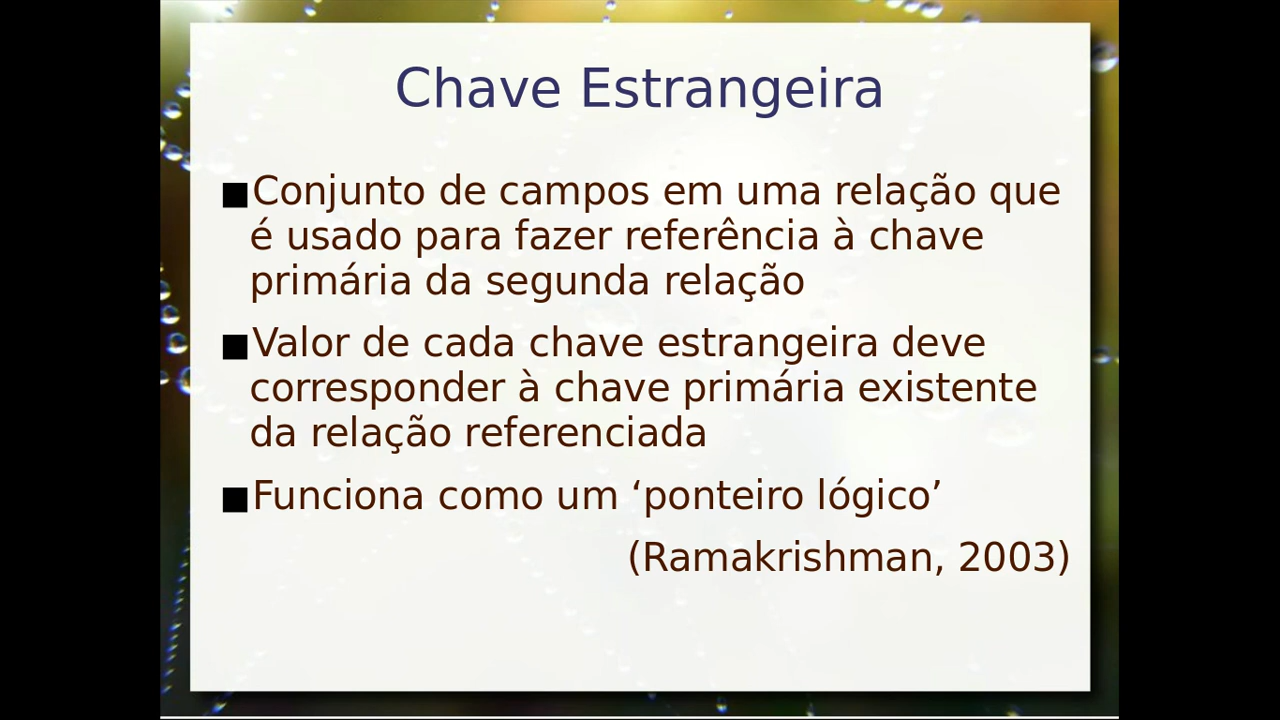 Chave Estrangeira
■Conjunto de campos em uma relação que
é usado para fazer referência à chave
primária da segunda relação
■Valor de cada chave estrangeira deve
corresponder à chave primária existente
da relação referenciada
■Funciona como um ‘ponteiro lógico’
(Ramakrishman, 2003)